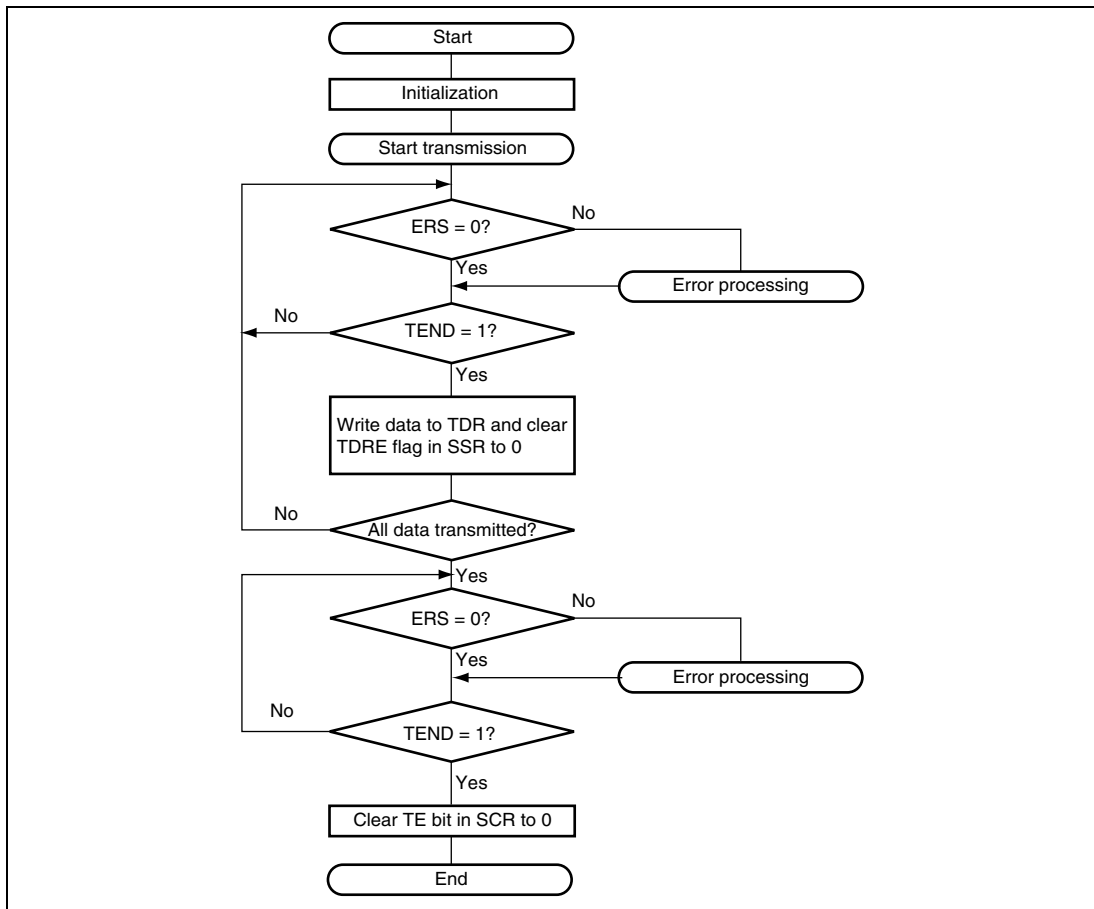 Start
Initialization
Start transmission
ERS = 0?
No
Yes
Error processing
No
TEND = 1?
Yes
Write data to TDR and clear
TDRE flag in SSR to 0
No
All data transmitted?
Yes
ERS = 0?
No
Yes
Error processing
No
TEND = 1?
Yes
Clear TE bit in SCR to 0
End